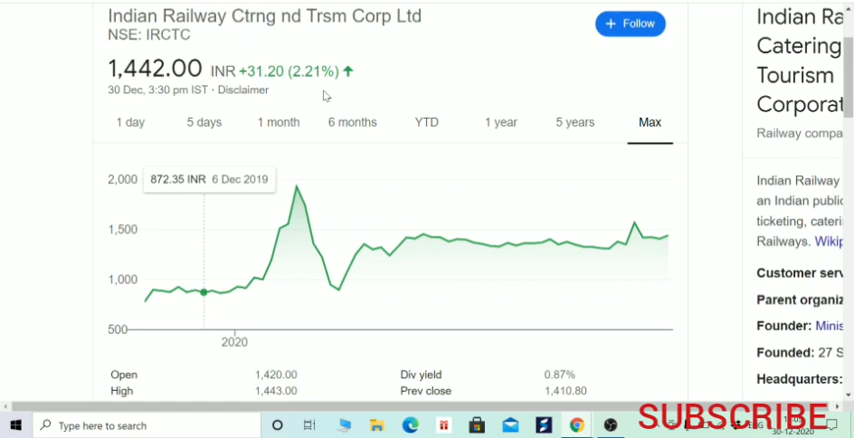 Indian Railway Ctrng nd Trsm Corp Ltd
NSE: IRCTC
+ Follow
1,442.00 INR +31.20 (2.21%)
30 Dec, 3:30 pm IST · Disclaimer
1 day 5 days 1 month 6 months YTD 1 year 5 years Max
872.35 INR 6 Dec 2019
2,000
1,500
1,000
500
2020
Open 1,420.00 Div yield 0.87%
High 1,443.00 Prev close 1,410.80
Indian Ra
Catering
Tourism
Corporat
Railway compa
Indian Railway
an Indian public
ticketing, cateri
Railways. Wikip
Customer serv
Parent organiz
Founder: Minis
Founded: 27 S
Headquarters:
Type here to search
SUBSCRIBE
ENG
30-12-2020